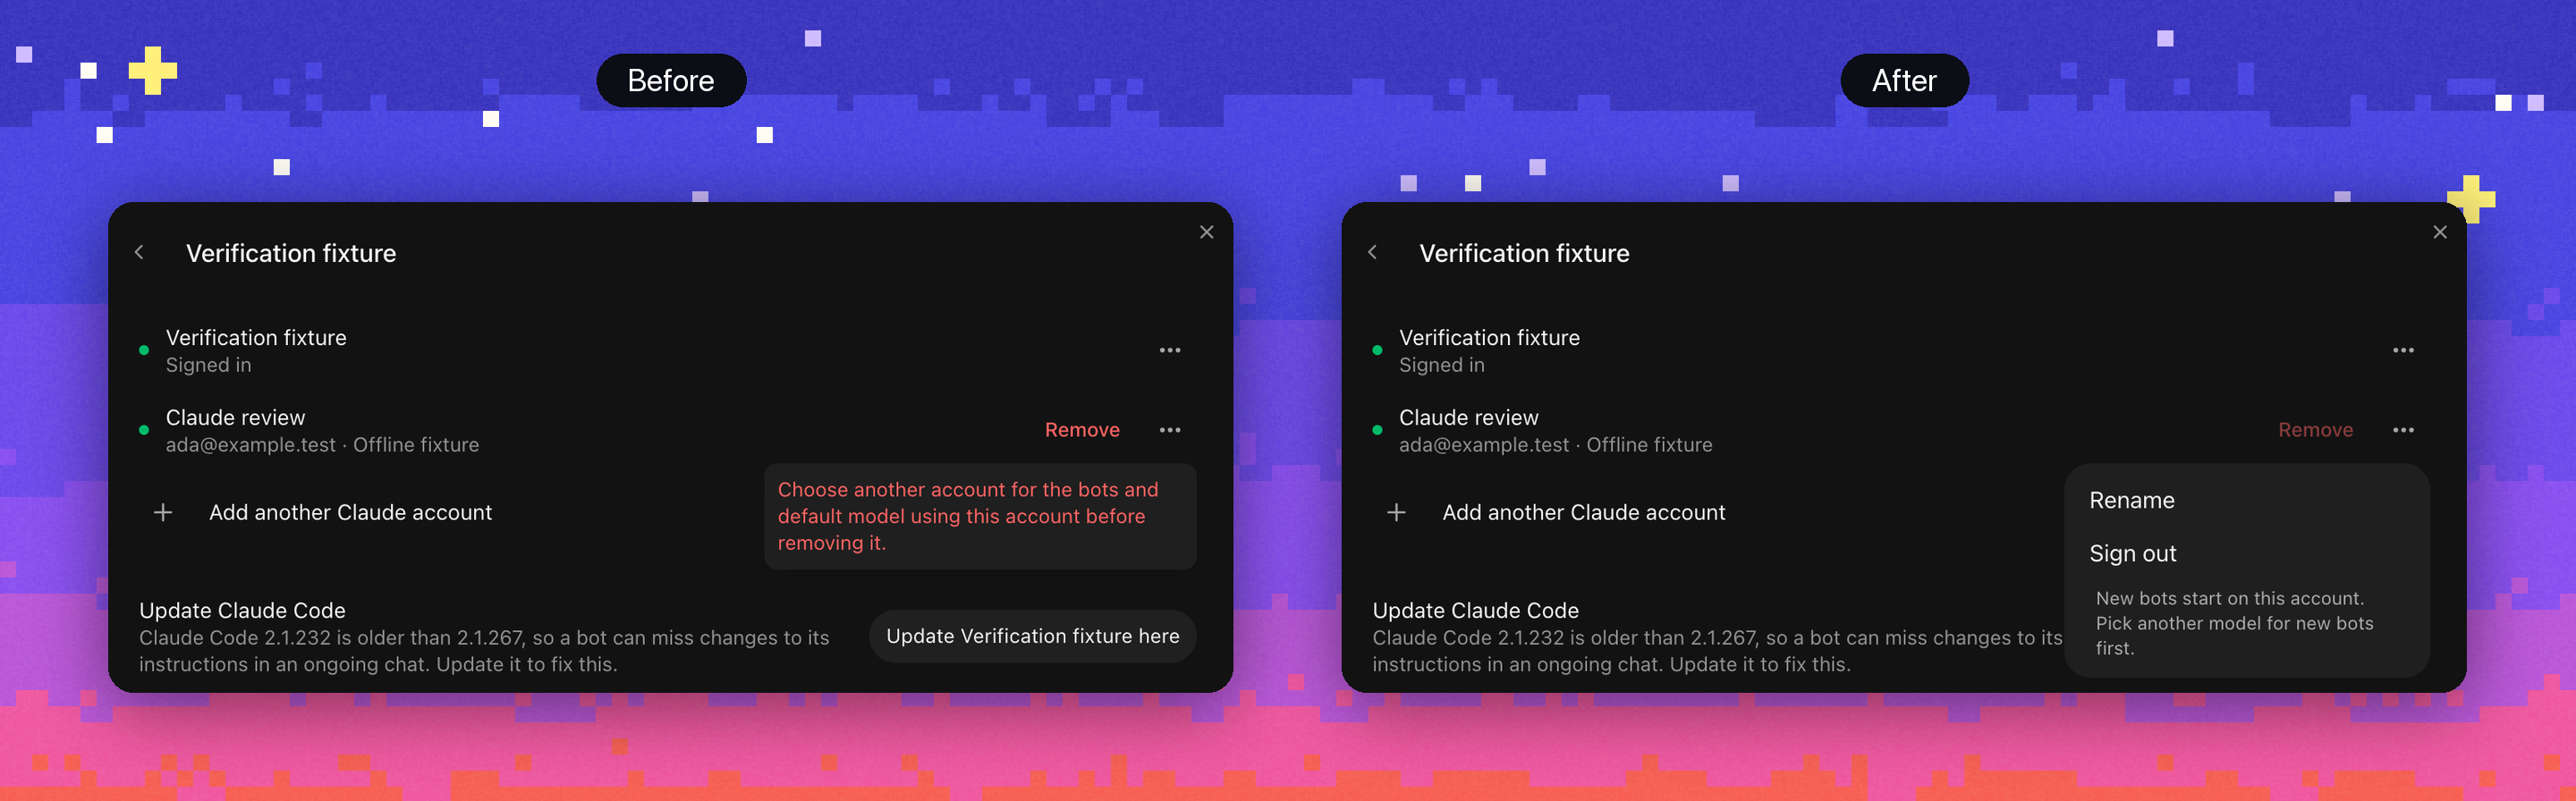 Before
Verification fixture
Verification fixture
Signed in
Claude review
ada@example.test · Offline fixture
Remove
Choose another account for the bots and
default model using this account before
removing it.
Add another Claude account
Update Claude Code
Claude Code 2.1.232 is older than 2.1.267, so a bot can miss changes to its
instructions in an ongoing chat. Update it to fix this.
Update Verification fixture here
After
Verification fixture
Verification fixture
Signed in
Claude review
ada@example.test · Offline fixture
Remove
Add another Claude account
Rename
Sign out
New bots start on this account.
Pick another model for new bots
first.
Update Claude Code
Claude Code 2.1.232 is older than 2.1.267, so a bot can miss changes to its
instructions in an ongoing chat. Update it to fix this.